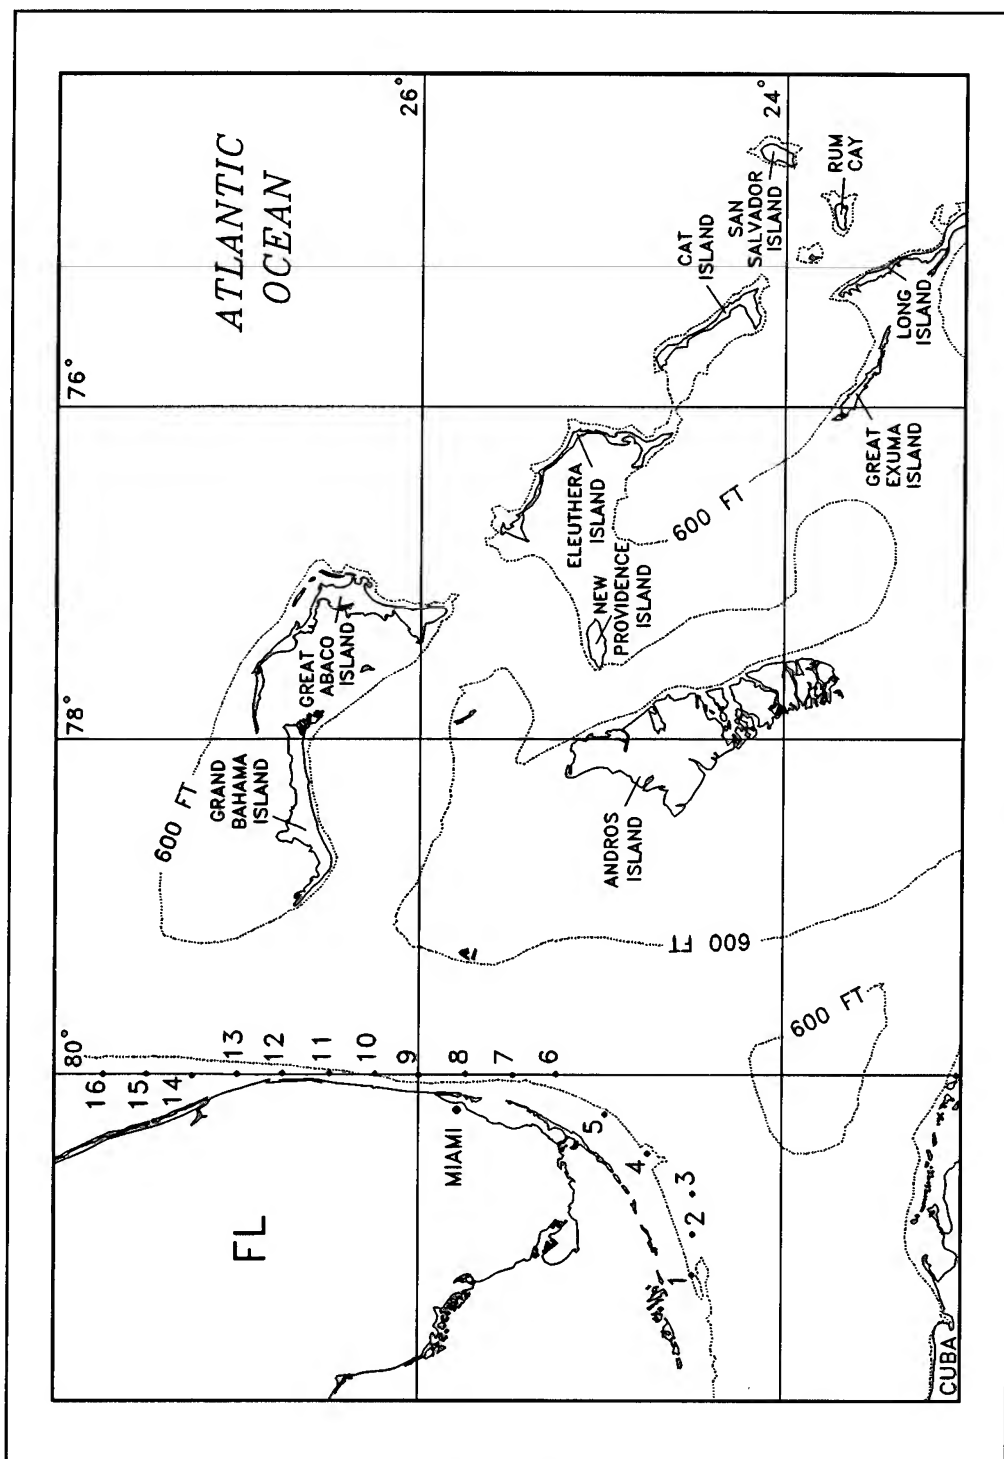 ATLANTIC
OCEAN
26°
24°
76°
78°
80°
SAN
SALVADOR
ISLAND
RUM
CAY
CAT
ISLAND
LONG
ISLAND
GREAT
EXUMA
ISLAND
600 FT
ELEUTHERA
ISLAND
NEW
PROVIDENCE
ISLAND
GREAT
ABACO
ISLAND
GRAND
BAHAMA
ISLAND
600 FT
ANDROS
ISLAND
600 FT
600 FT
16
15
14
13
12
11
10
9
8
7
6
5
4
3
2
1
MIAMI
FL
CUBA